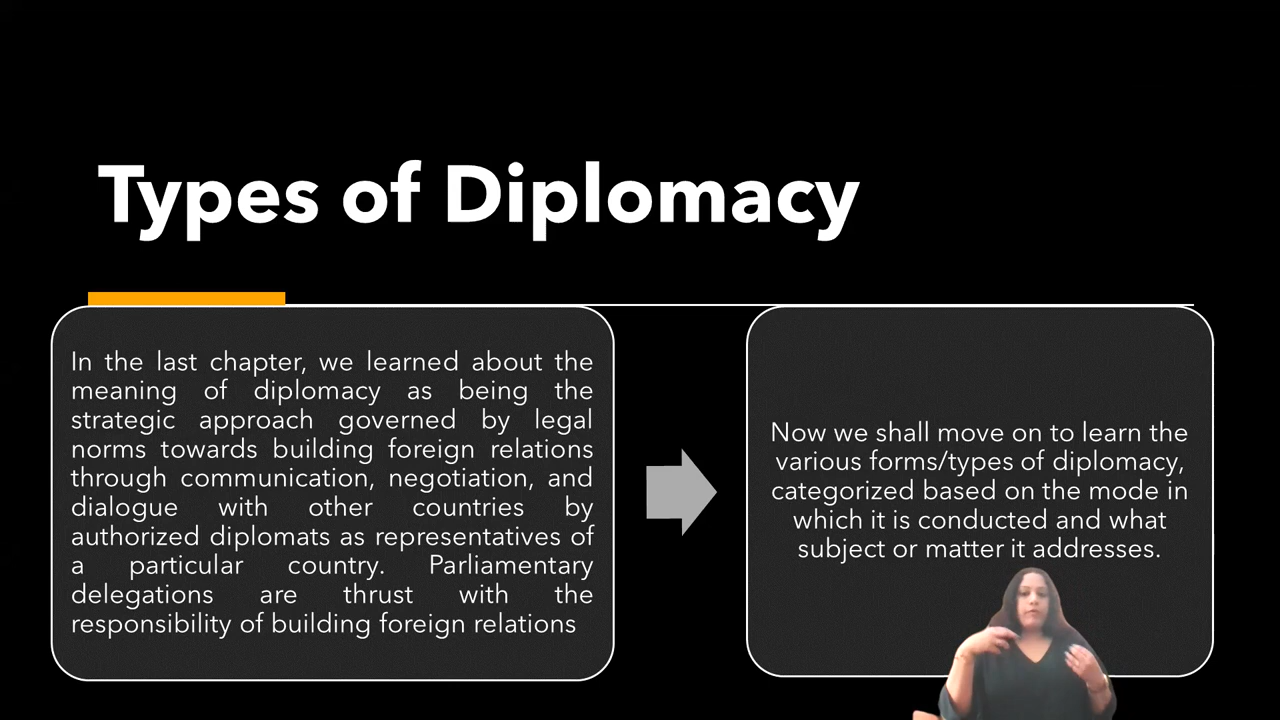 Types of Diplomacy
In the last chapter, we learned about the
meaning of diplomacy as being the
strategic approach governed by legal
norms towards building foreign relations
through communication, negotiation, and
dialogue with other countries by
authorized diplomats as representatives of
a particular country. Parliamentary
delegations are thrust with the
responsibility of building foreign relations
Now we shall move on to learn the
various forms/types of diplomacy,
categorized based on the mode in
which it is conducted and what
subject or matter it addresses.